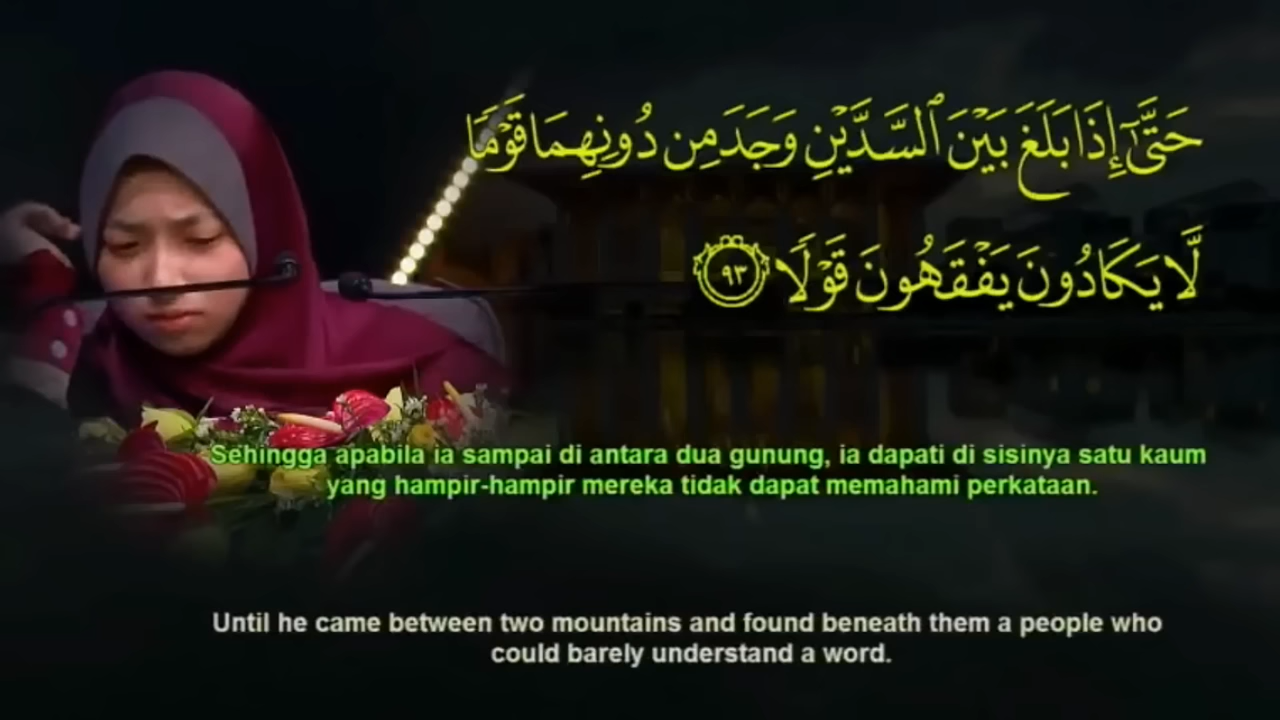 حَتَّىٰٓ إِذَا بَلَغَ بَيْنَ ٱلسَّدَّيْنِ وَجَدَ مِن دُونِهِمَا قَوْمًا
لَّا يَكَادُونَ يَفْقَهُونَ قَوْلًا ٩٣
Sehingga apabila ia sampai di antara dua gunung, ia dapati di sisinya satu kaum
yang hampir-hampir mereka tidak dapat memahami perkataan.
Until he came between two mountains and found beneath them a people who
could barely understand a word.